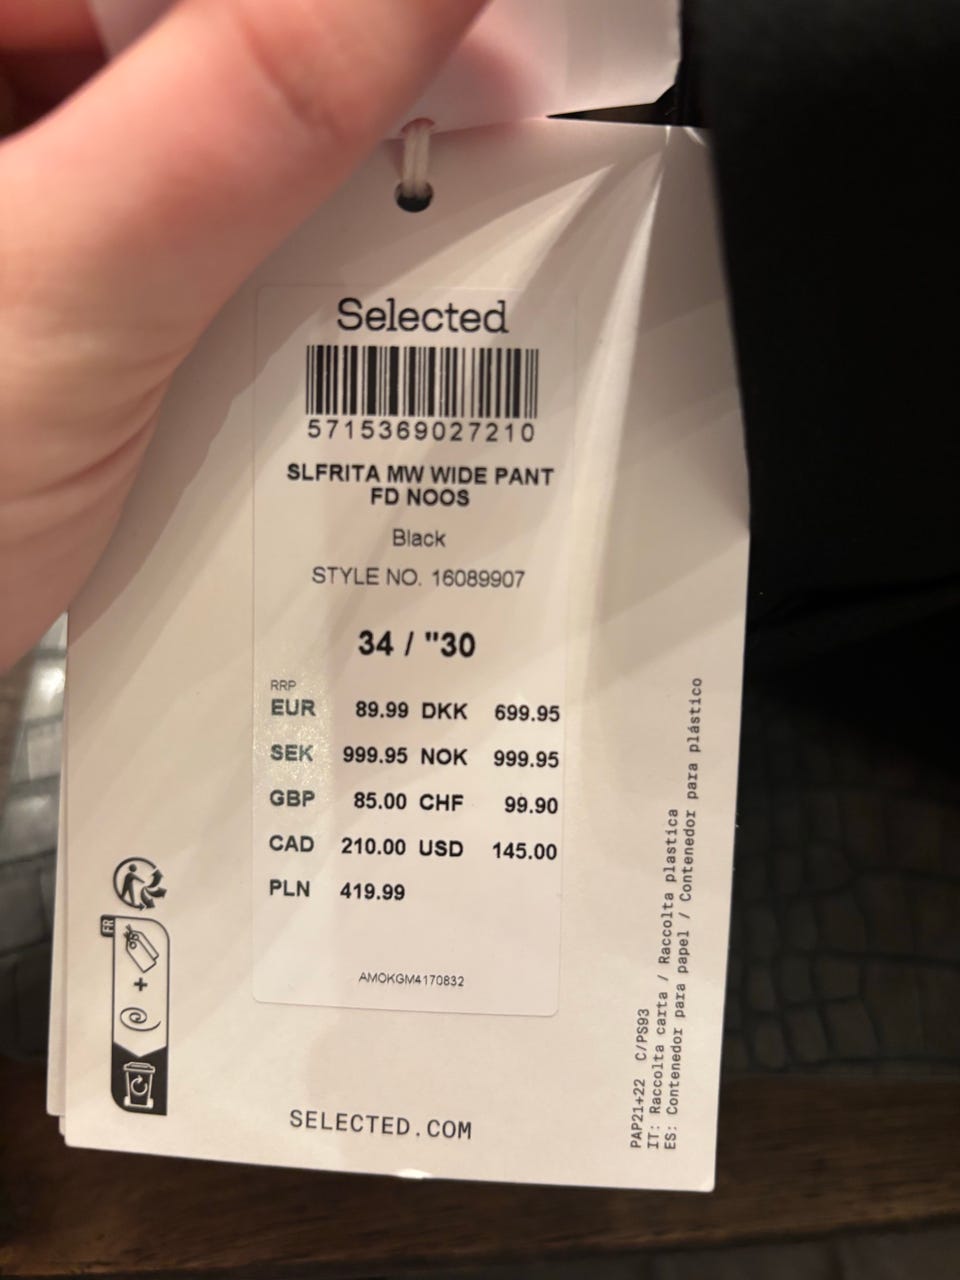 Selected
5715369027210
SLFRITA MW WIDE PANT
FD NOOS
Black
STYLE NO. 16089907
34 / "30
RRP
EUR 89.99 DKK 699.95
SEK 999.95 NOK 999.95
GBP 85.00 CHF 99.90
CAD 210.00 USD 145.00
PLN 419.99
AMOKGM4170832
FR
+
SELECTED.COM
PAP21+22 C/PS93
IT: Raccolta carta / Raccolta plastica
ES: Contenedor para papel / Contenedor para plástico